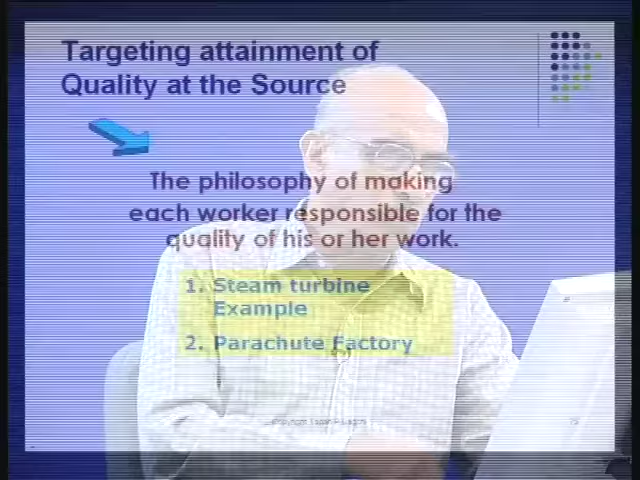 Targeting attainment of
Quality at the Source
The philosophy of making
each worker responsible for the
quality of his or her work.
1. Steam turbine
Example
2. Parachute Factory